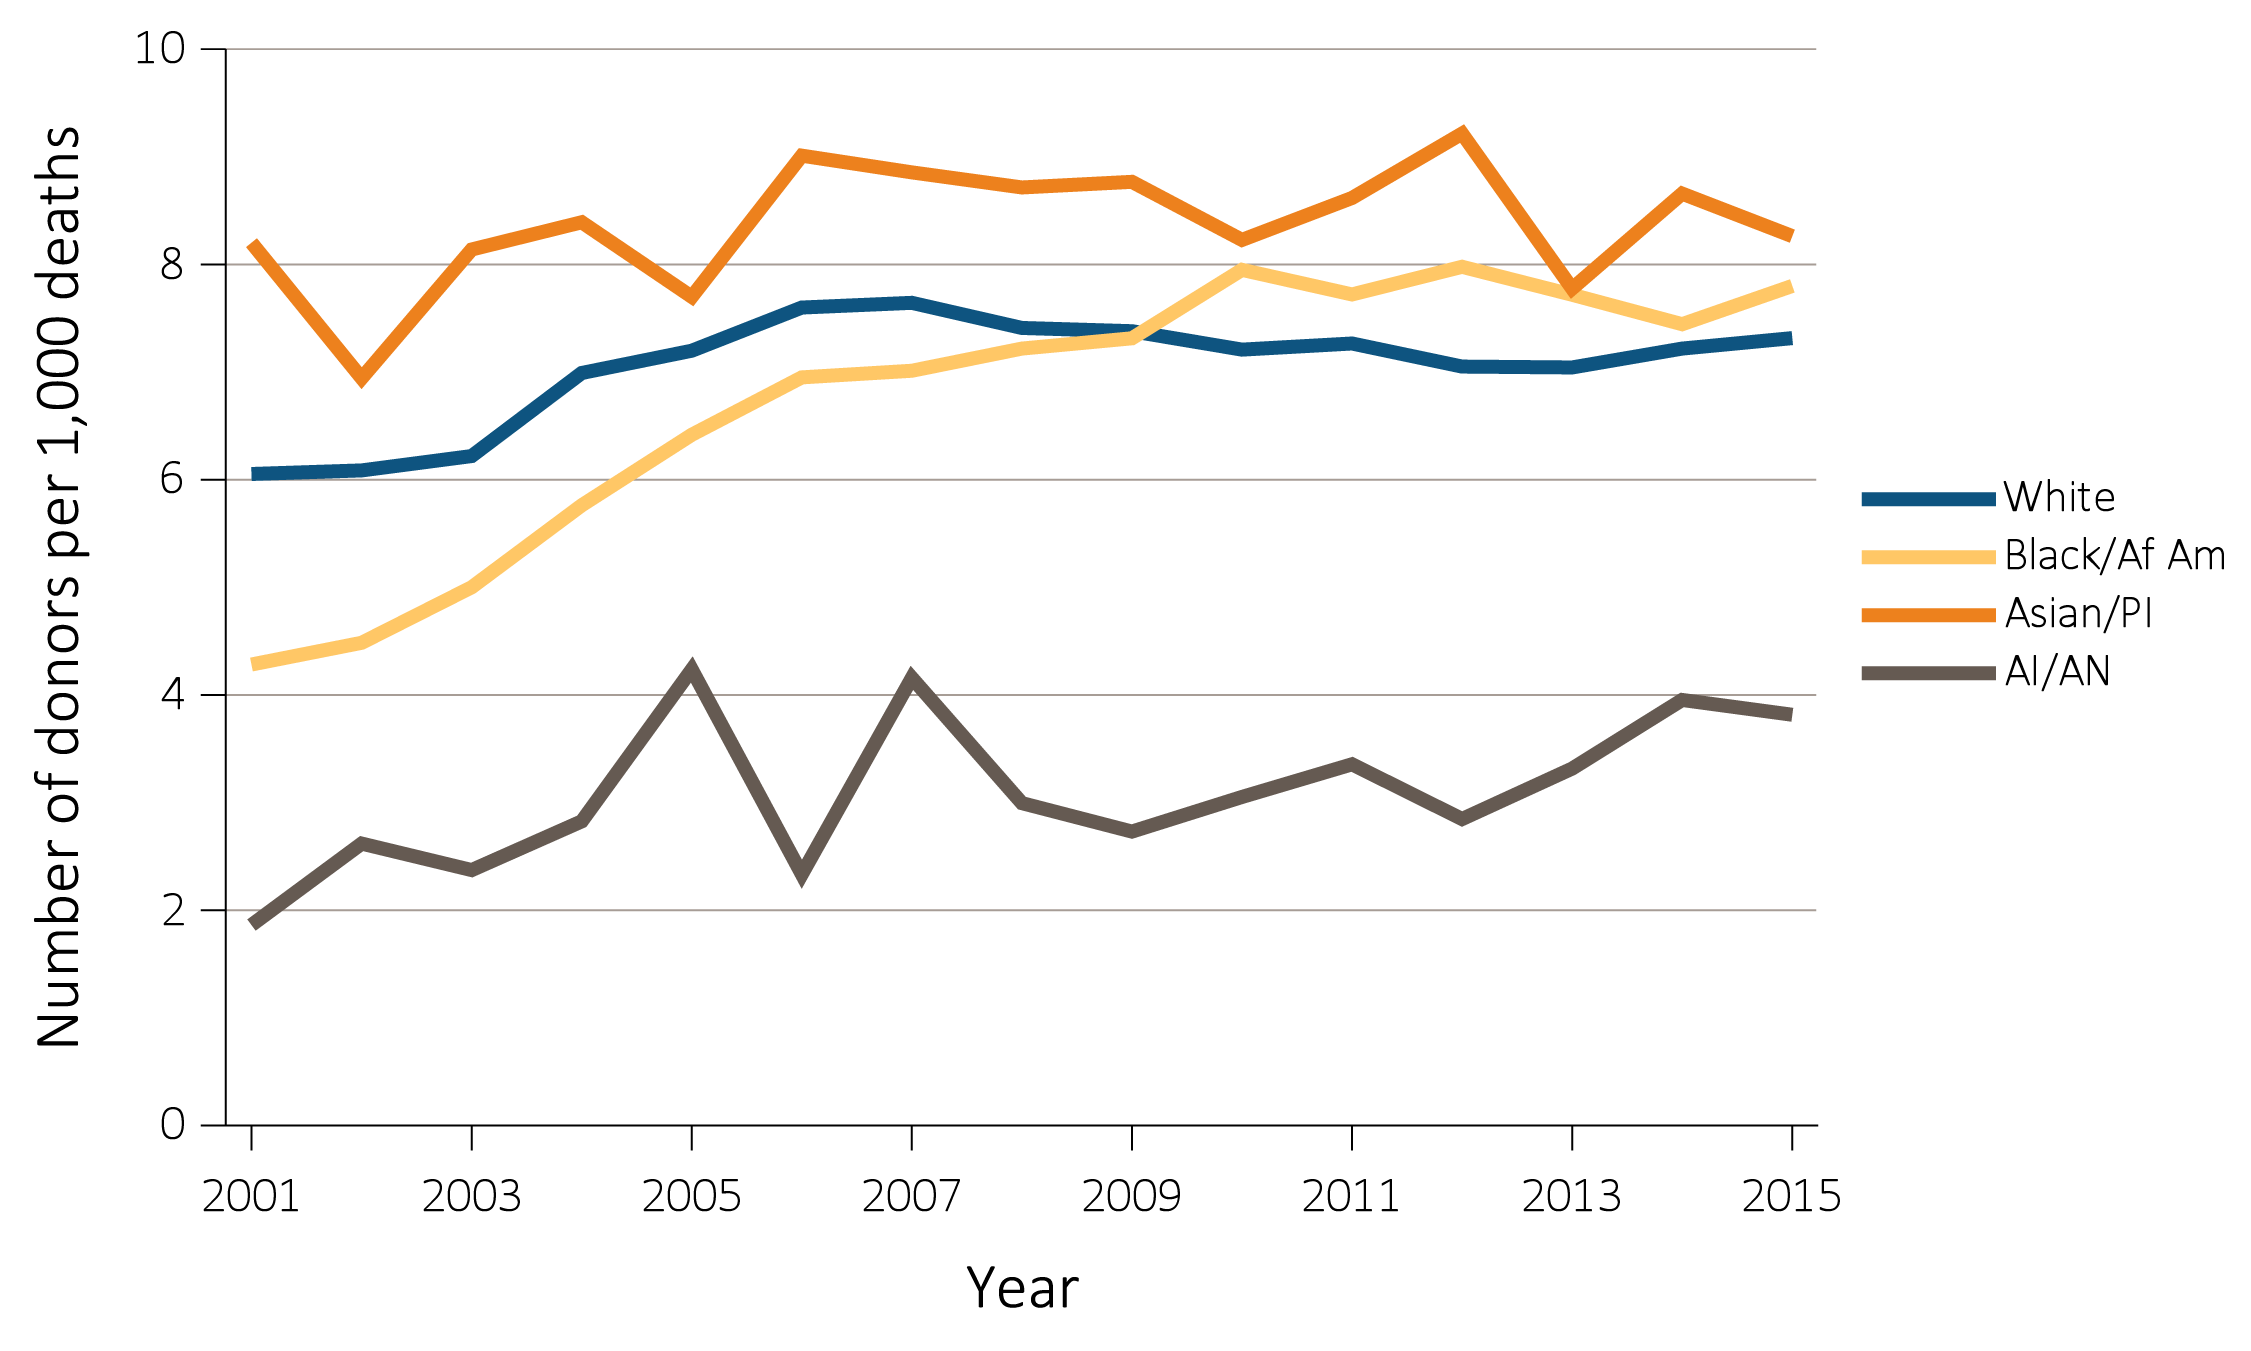 Number of donors per 1,000 deaths
10
8
6
4
2
0
2001 2003 2005 2007 2009 2011 2013 2015
Year
White
Black/Af Am
Asian/PI
AI/AN